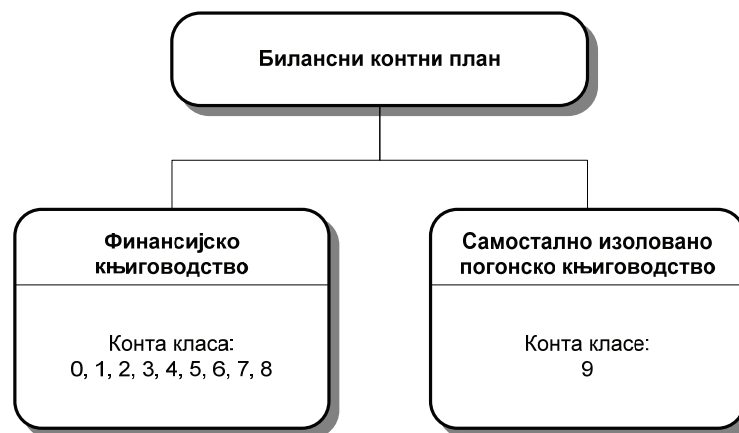 Билансни контни план
Финансијско
књиговодство
Конта класа:
0, 1, 2, 3, 4, 5, 6, 7, 8
Самостално изоловано
погонско књиговодство
Конта класе:
9